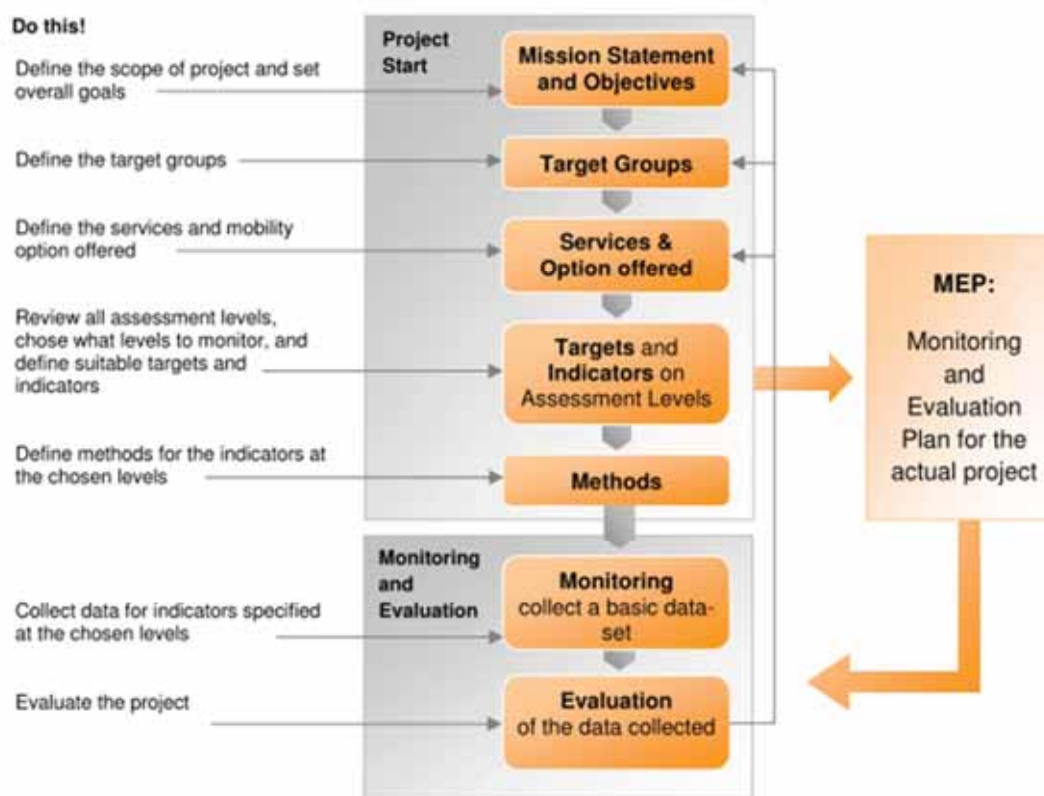 Do this!
Define the scope of project and set
overall goals
Define the target groups
Define the services and mobility
option offered
Review all assessment levels,
chose what levels to monitor, and
define suitable targets and
indicators
Define methods for the indicators at
the chosen levels
Collect data for indicators specified
at the chosen levels
Evaluate the project
Project
Start
Mission Statement
and Objectives
Target Groups
Services &
Option offered
Targets and
Indicators on
Assessment Levels
Methods
Monitoring
and
Evaluation
Monitoring
collect a basic data-
set
Evaluation
of the data collected
MEP:
Monitoring
and
Evaluation
Plan for the
actual project